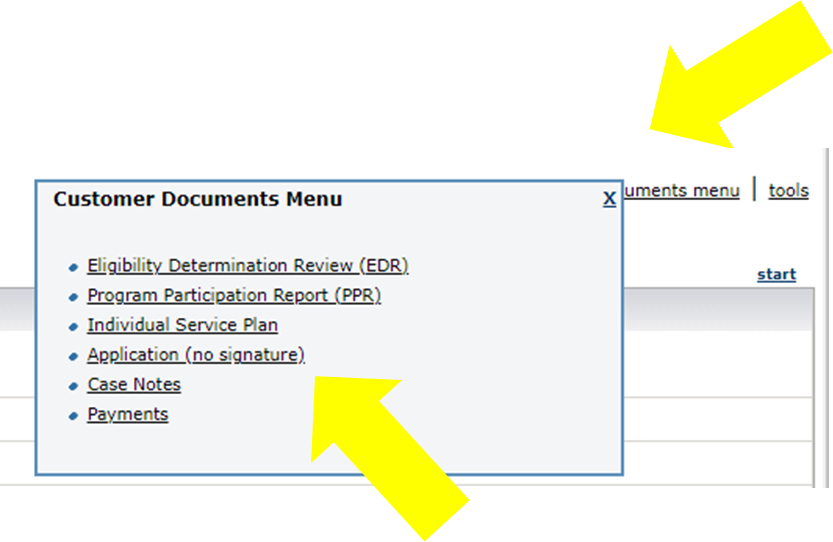 Customer Documents Menu X
uments menu | tools
start
Eligibility Determination Review (EDR)
Program Participation Report (PPR)
Individual Service Plan
Application (no signature)
Case Notes
Payments